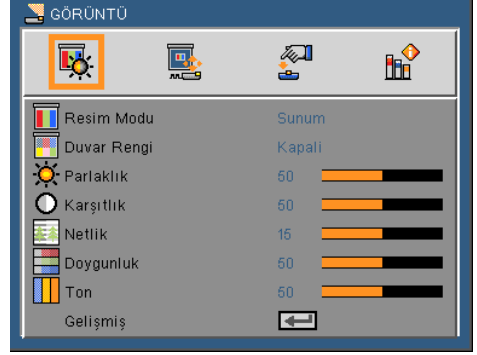 GÖRÜNTÜ
Resim Modu Sunum
Duvar Rengi Kapali
Parlaklık 50
Karşıtlık 50
Netlik 15
Doygunluk 50
Ton 50
Gelişmiş